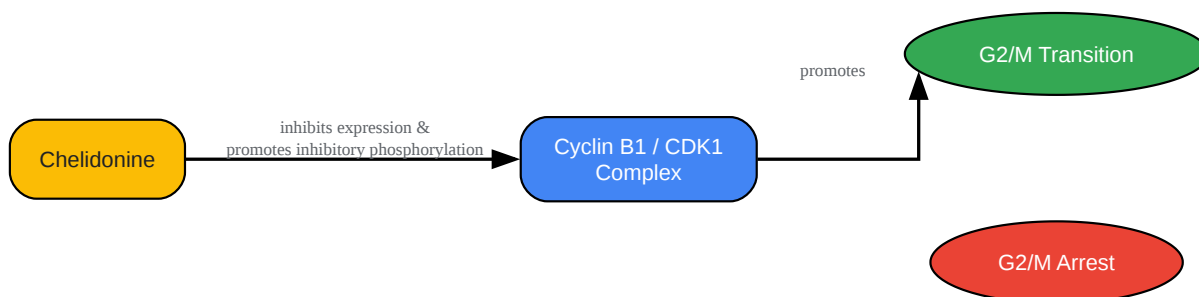 Chelidonine
inhibits expression &
promotes inhibitory phosphorylation
Cyclin B1 / CDK1
Complex
promotes
G2/M Transition
G2/M Arrest